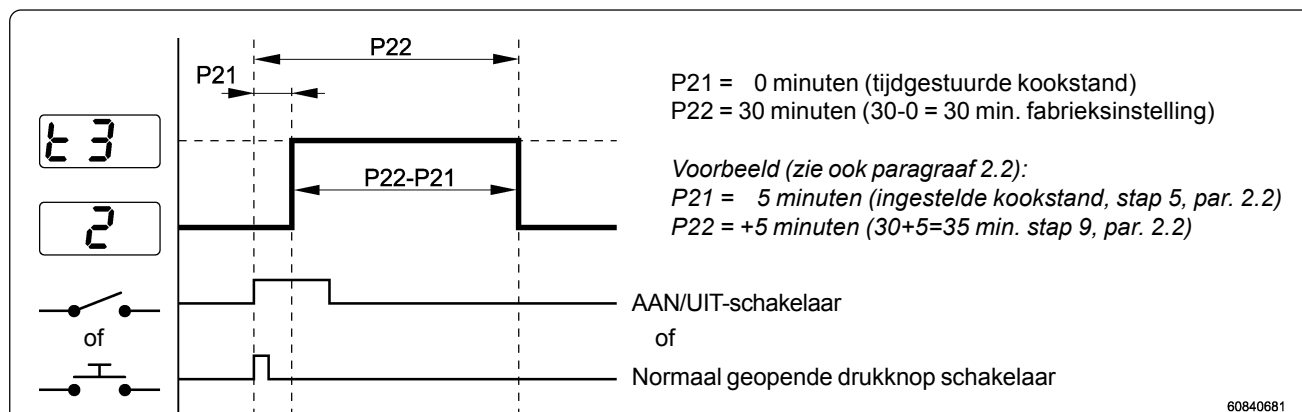 P22
P21
P21 = 0 minuten (tijdgestuurde kookstand)
P22 = 30 minuten (30-0 = 30 min. fabrieksinstelling)
t3
P22-P21
Voorbeeld (zie ook paragraaf 2.2):
P21 = 5 minuten (ingestelde kookstand, stap 5, par. 2.2)
2
P22 = +5 minuten (30+5=35 min. stap 9, par. 2.2)
AAN/UIT-schakelaar
of
of
Normaal geopende drukknop schakelaar
60840681